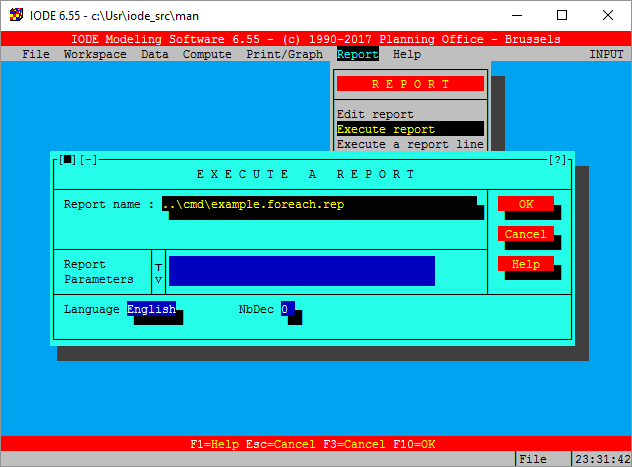 IODE 6.55 - c:\Usr\iode_src\man
IODE Modeling Software 6.55 - (c) 1990-2017 Planning Office - Brussels
File Workspace Data Compute Print/Graph Report Help INPUT
R E P O R T
Edit report
Execute report
Execute a report line
[■][-] [?]
E X E C U T E A R E P O R T
Report name : ..\cmd\example.foreach.rep
OK
Cancel
Report
Parameters
T
v
Help
Language English NbDec 0
F1=Help Esc=Cancel F3=Cancel F10=OK
File 23:31:42